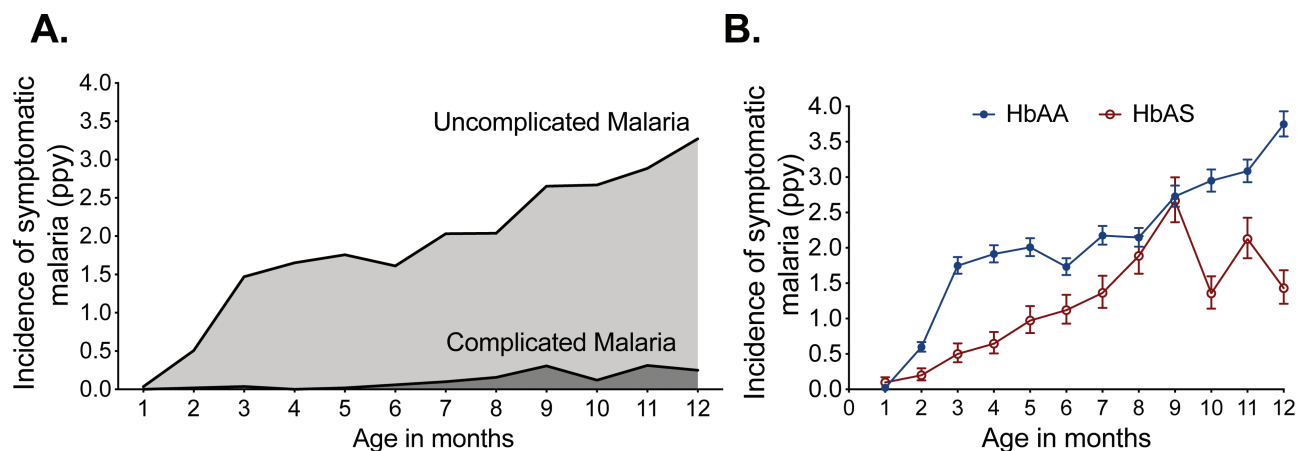 A.
Incidence of symptomatic
malaria (ppy)
4.0
3.5
3.0
2.5
2.0
1.5
1.0
0.5
0.0
Uncomplicated Malaria
Complicated Malaria
1 2 3 4 5 6 7 8 9 10 11 12
Age in months
B.
Incidence of symptomatic
malaria (ppy)
4.0
3.5
3.0
2.5
2.0
1.5
1.0
0.5
0.0
HbAA HbAS
0 1 2 3 4 5 6 7 8 9 10 11 12
Age in months